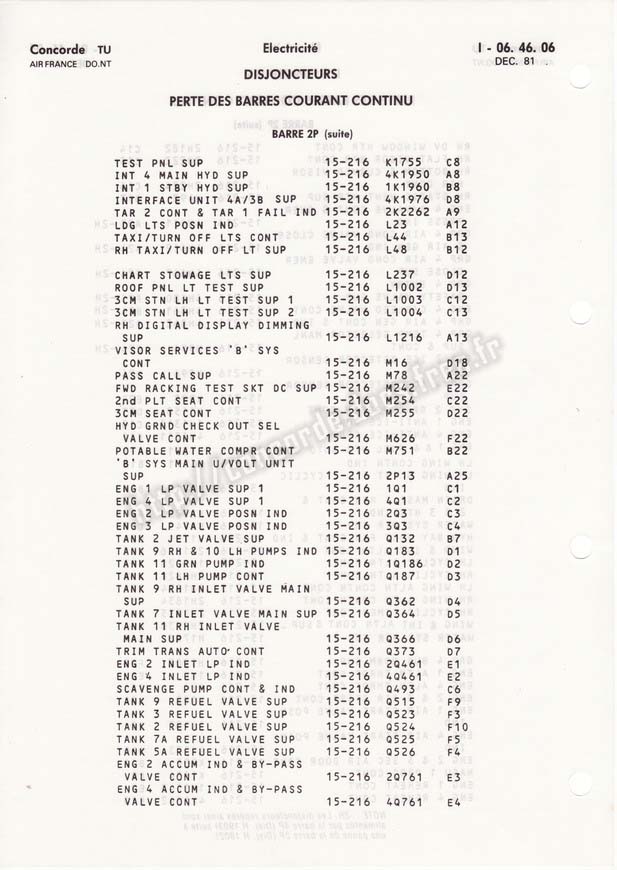 Concorde TU
AIR FRANCE DO.NT
Electricité
I - 06. 46. 06
DEC. 81
DISJONCTEURS
PERTE DES BARRES COURANT CONTINU
BARRE 2P (suite)
TEST PNL SUP 15-216 K1755 C8
INT 4 MAIN HYD SUP 15-216 4K1950 A8
INT 1 STBY HYD SUP 15-216 1K1960 B8
INTERFACE UNIT 4A/3B SUP 15-216 4K1976 D8
TAR 2 CONT & TAR 1 FAIL IND 15-216 2K2262 A9
LDG LTS POSN IND 15-216 L23 A12
TAXI/TURN OFF LTS CONT 15-216 L44 B13
RH TAXI/TURN OFF LT SUP 15-216 L48 B12
CHART STOWAGE LTS SUP 15-216 L237 D12
ROOF PNL LT TEST SUP 15-216 L1002 D13
3CM STN LH LT TEST SUP 1 15-216 L1003 C12
3CM STN LH LT TEST SUP 2 15-216 L1004 C13
RH DIGITAL DISPLAY DIMMING
SUP 15-216 L1216 A13
VISOR SERVICES 'B' SYS
CONT 15-216 M16 D18
PASS CALL SUP 15-216 M78 A22
FWD RACKING TEST SKT DC SUP 15-216 M242 E22
2nd PLT SEAT CONT 15-216 M254 C22
3CM SEAT CONT 15-216 M255 D22
HYD GRND CHECK OUT SEL
VALVE CONT 15-216 M626 F22
POTABLE WATER COMPR CONT 15-216 M751 B22
'B' SYS MAIN U/VOLT UNIT
SUP 15-216 2P13 A25
ENG 1 LP VALVE SUP 1 15-216 1Q1 C1
ENG 4 LP VALVE SUP 1 15-216 4Q1 C2
ENG 2 LP VALVE POSN IND 15-216 2Q3 C3
ENG 3 LP VALVE POSN IND 15-216 3Q3 C4
TANK 2 JET VALVE SUP 15-216 Q132 B7
TANK 9 RH & 10 LH PUMPS IND 15-216 Q183 D1
TANK 11 GRN PUMP IND 15-216 1Q186 D2
TANK 11 LH PUMP CONT 15-216 Q187 D3
TANK 9 RH INLET VALVE MAIN
SUP 15-216 Q362 D4
TANK 7 INLET VALVE MAIN SUP 15-216 Q364 D5
TANK 11 RH INLET VALVE
MAIN SUP 15-216 Q366 D6
TRIM TRANS AUTO CONT 15-216 Q373 D7
ENG 2 INLET LP IND 15-216 2Q461 E1
ENG 4 INLET LP IND 15-216 4Q461 E2
SCAVENGE PUMP CONT & IND 15-216 Q493 C6
TANK 9 REFUEL VALVE SUP 15-216 Q515 F9
TANK 3 REFUEL VALVE SUP 15-216 Q523 F3
TANK 2 REFUEL VALVE SUP 15-216 Q524 F10
TANK 7A REFUEL VALVE SUP 15-216 Q525 F5
TANK 5A REFUEL VALVE SUP 15-216 Q526 F4
ENG 2 ACCUM IND & BY-PASS
VALVE CONT 15-216 2Q761 E3
ENG 4 ACCUM IND & BY-PASS
VALVE CONT 15-216 4Q761 E4